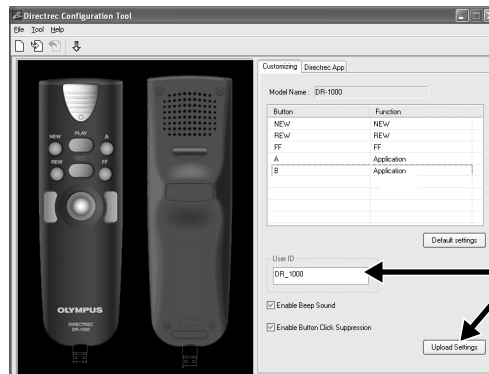 Directrec Configuration Tool
File Tool Help
Customizing Directrec App
Model Name : DR-1000
Button Function
NEW NEW
REW REW
FF FF
A Application
B Application
Default settings
User ID
DR_1000
Enable Beep Sound
Enable Button Click Suppression
Upload Settings
NEW PLAY A
REW REC FF
OLYMPUS
DIRECTREC
DR-1000